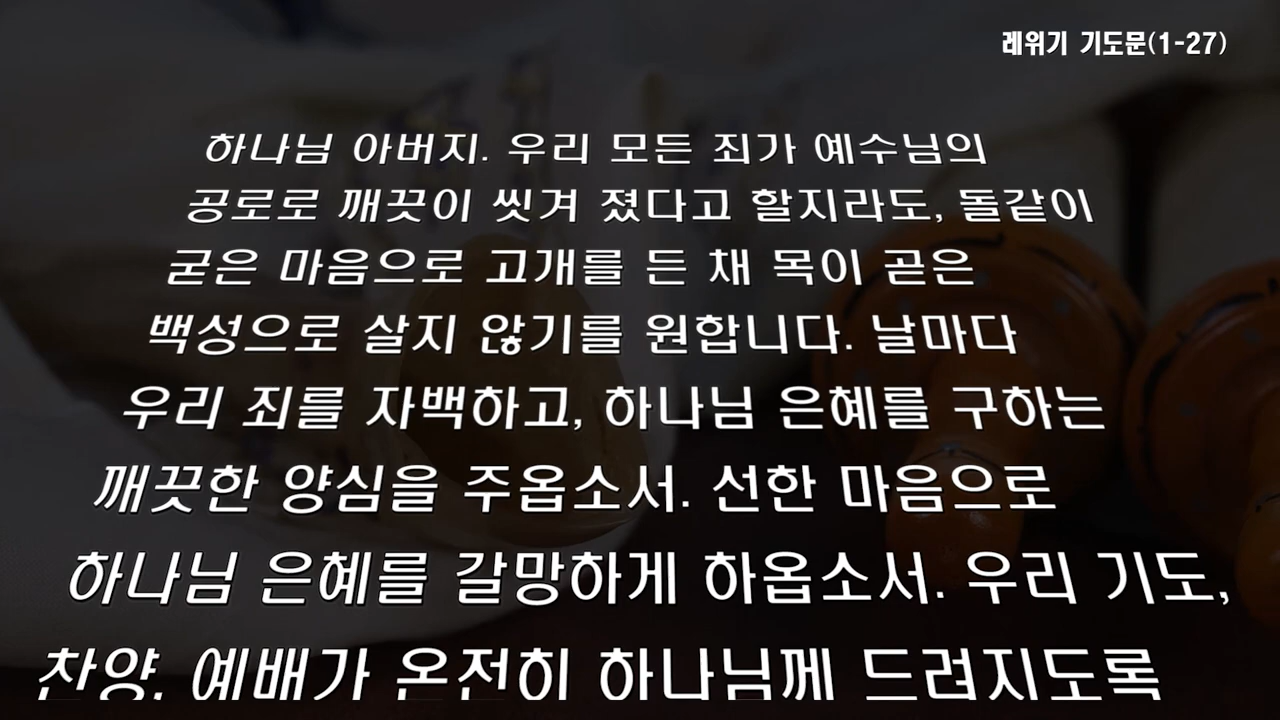 레위기 기도문(1-27)
하나님 아버지. 우리 모든 죄가 예수님의
공로로 깨끗이 씻겨 졌다고 할지라도, 돌같이
굳은 마음으로 고개를 든 채 목이 곧은
백성으로 살지 않기를 원합니다. 날마다
우리 죄를 자백하고, 하나님 은혜를 구하는
깨끗한 양심을 주옵소서. 선한 마음으로
하나님 은혜를 갈망하게 하옵소서. 우리 기도,
찬양, 예배가 온전히 하나님께 드려지도록